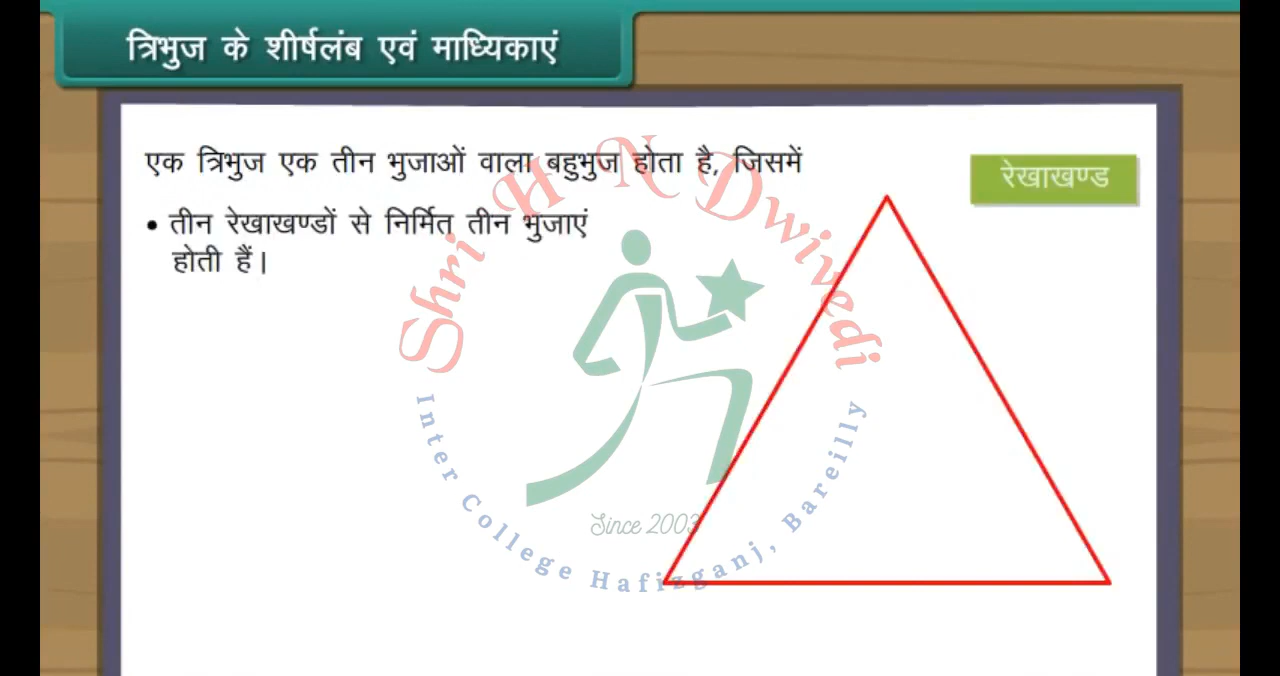 त्रिभुज के शीर्षलंब एवं माध्यिकाएं
एक त्रिभुज एक तीन भुजाओं वाला बहुभुज होता है, जिसमें
रेखाखण्ड
• तीन रेखाखण्डों से निर्मित तीन भुजाएं
होती हैं।
Shri H N Dwivedi
Since 2003
Inter College Hafizganj, Bareilly